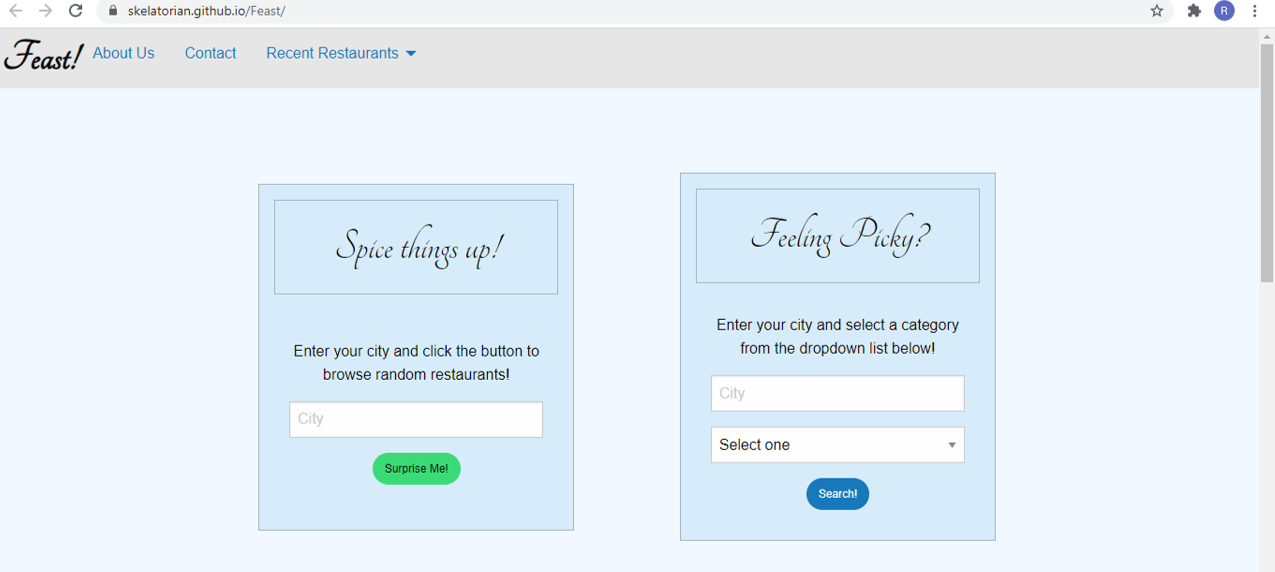 skelatorian.github.io/Feast/
R
Feast! About Us Contact Recent Restaurants
Spice things up!
Enter your city and click the button to
browse random restaurants!
City
Surprise Me!
Feeling Picky?
Enter your city and select a category
from the dropdown list below!
City
Select one
Search!